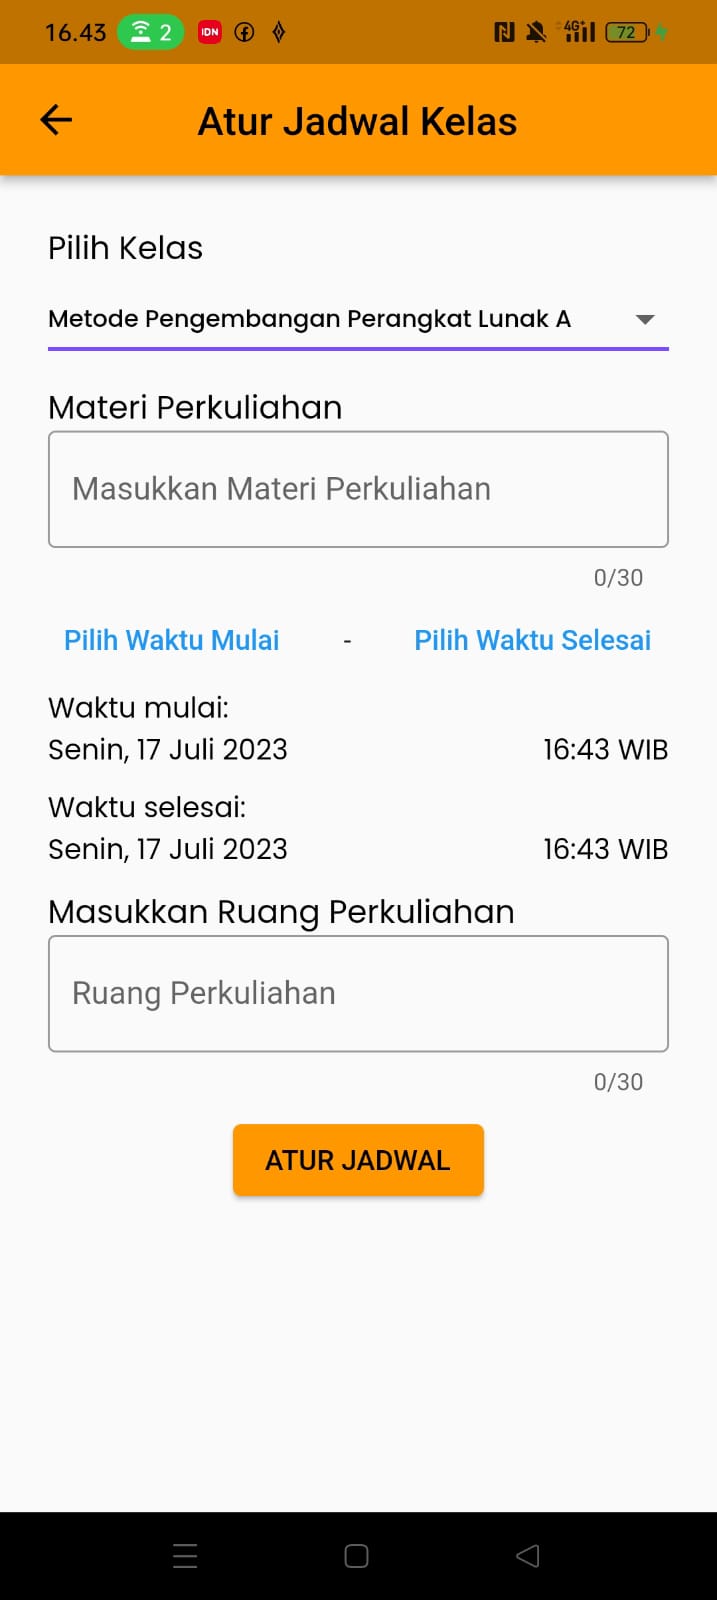 16.43 2 IDN 4G+ 72
Atur Jadwal Kelas
Pilih Kelas
Metode Pengembangan Perangkat Lunak A
Materi Perkuliahan
Masukkan Materi Perkuliahan
0/30
Pilih Waktu Mulai - Pilih Waktu Selesai
Waktu mulai:
Senin, 17 Juli 2023 16:43 WIB
Waktu selesai:
Senin, 17 Juli 2023 16:43 WIB
Masukkan Ruang Perkuliahan
Ruang Perkuliahan
0/30
ATUR JADWAL